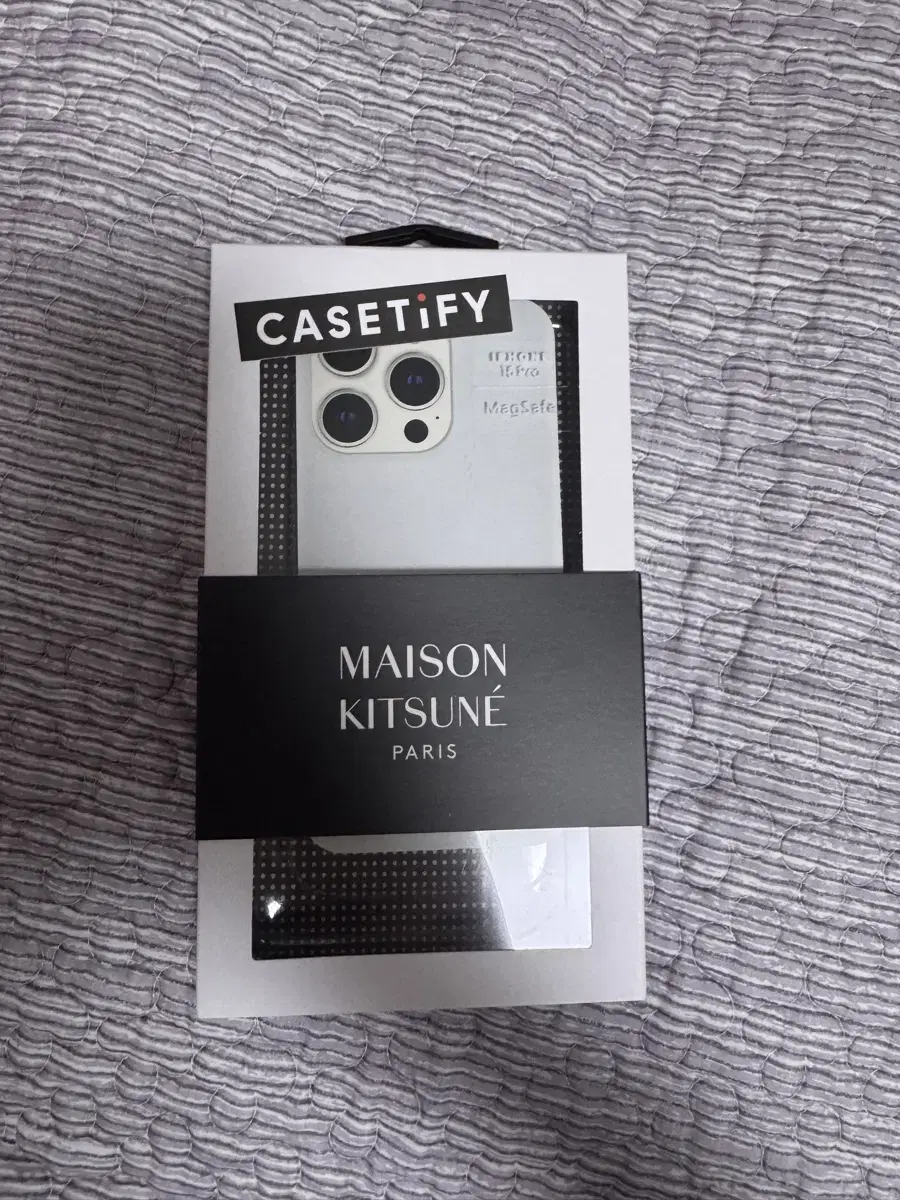 CASETiFY
IPHONE
15 Pro
MagSafe
MAISON
KITSUNÉ
PARIS